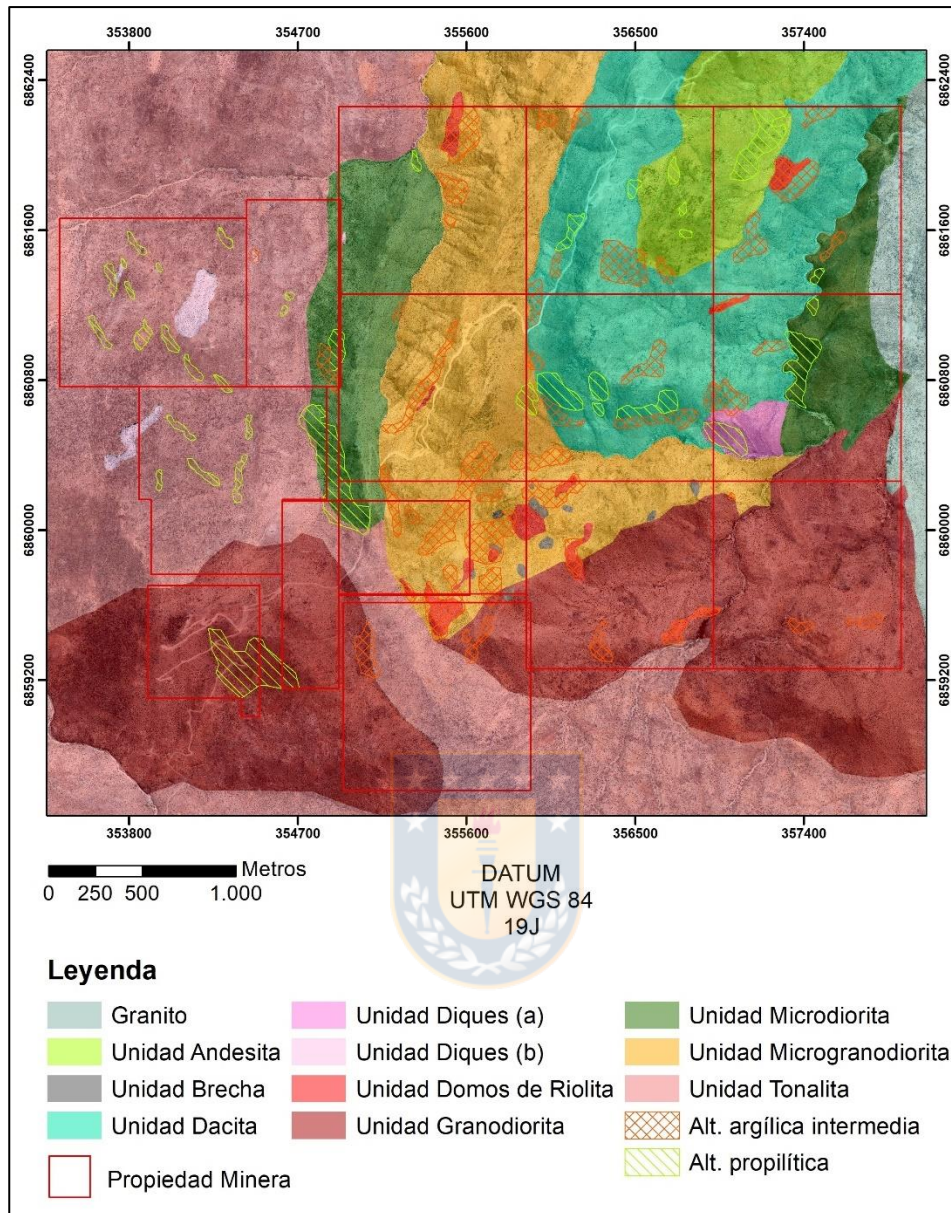 353800 354700 355600 356500 357400
6862400 6862400
6861600 6861600
6860800 6860800
6860000 6860000
6859200 6859200
353800 354700 355600 356500 357400
Metros
0 250 500 1.000
DATUM
UTM WGS 84
19J
Leyenda
Granito
Unidad Andesita
Unidad Brecha
Unidad Dacita
Propiedad Minera
Unidad Diques (a)
Unidad Diques (b)
Unidad Domos de Riolita
Unidad Granodiorita
Unidad Microdiorita
Unidad Microgranodiorita
Unidad Tonalita
Alt. argílica intermedia
Alt. propilítica